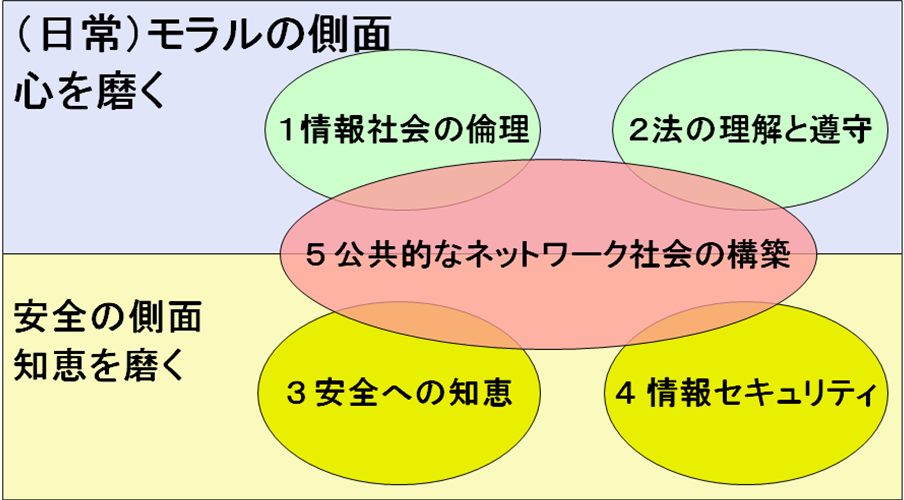 （日常）モラルの側面
心を磨く
１情報社会の倫理
２法の理解と遵守
５公共的なネットワーク社会の構築
安全の側面
知恵を磨く
３安全への知恵
４ 情報セキュリティ